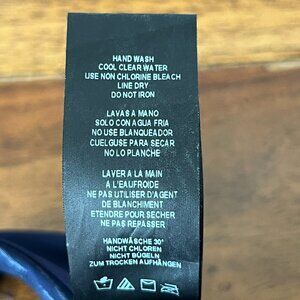 HAND WASH
COOL CLEAR WATER
USE NON CHLORINE BLEACH
LINE DRY
DO NOT IRON
LAVAS A MANO
SOLO CON AGUA FRIA
NO USE BLANQUEADOR
CUELGUSE PARA SECAR
NO LO PLANCHE
LAVER A LA MAIN
A L'EAUFROIDE
NE PAS UTILISER D'AGENT
DE BLANCHIMENT
ETENDRE POUR SECHER
NE PAS REPASSER
HANDWÄSCHE 30°
NICHT CHLOREN
NICHT BÜGELN
ZUM TROCKEN AUFHÄNGEN